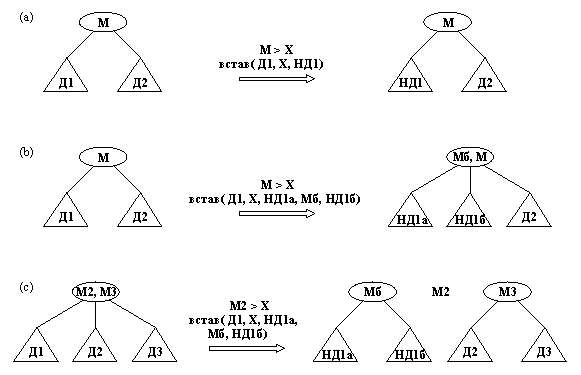 (a)
М
М
М > Х
встав( Д1, Х, НД1)
Д1
Д2
НД1
Д2
(b)
М
Мб, М
М > Х
встав( Д1, Х, НД1а, Мб, НД1б)
Д1
Д2
НД1а
НД1б
Д2
(c)
М2, М3
Мб
М2
М3
М2 > Х
встав( Д1, Х, НД1а,
Мб, НД1б)
Д1
Д2
Д3
НД1а
НД1б
Д2
Д3